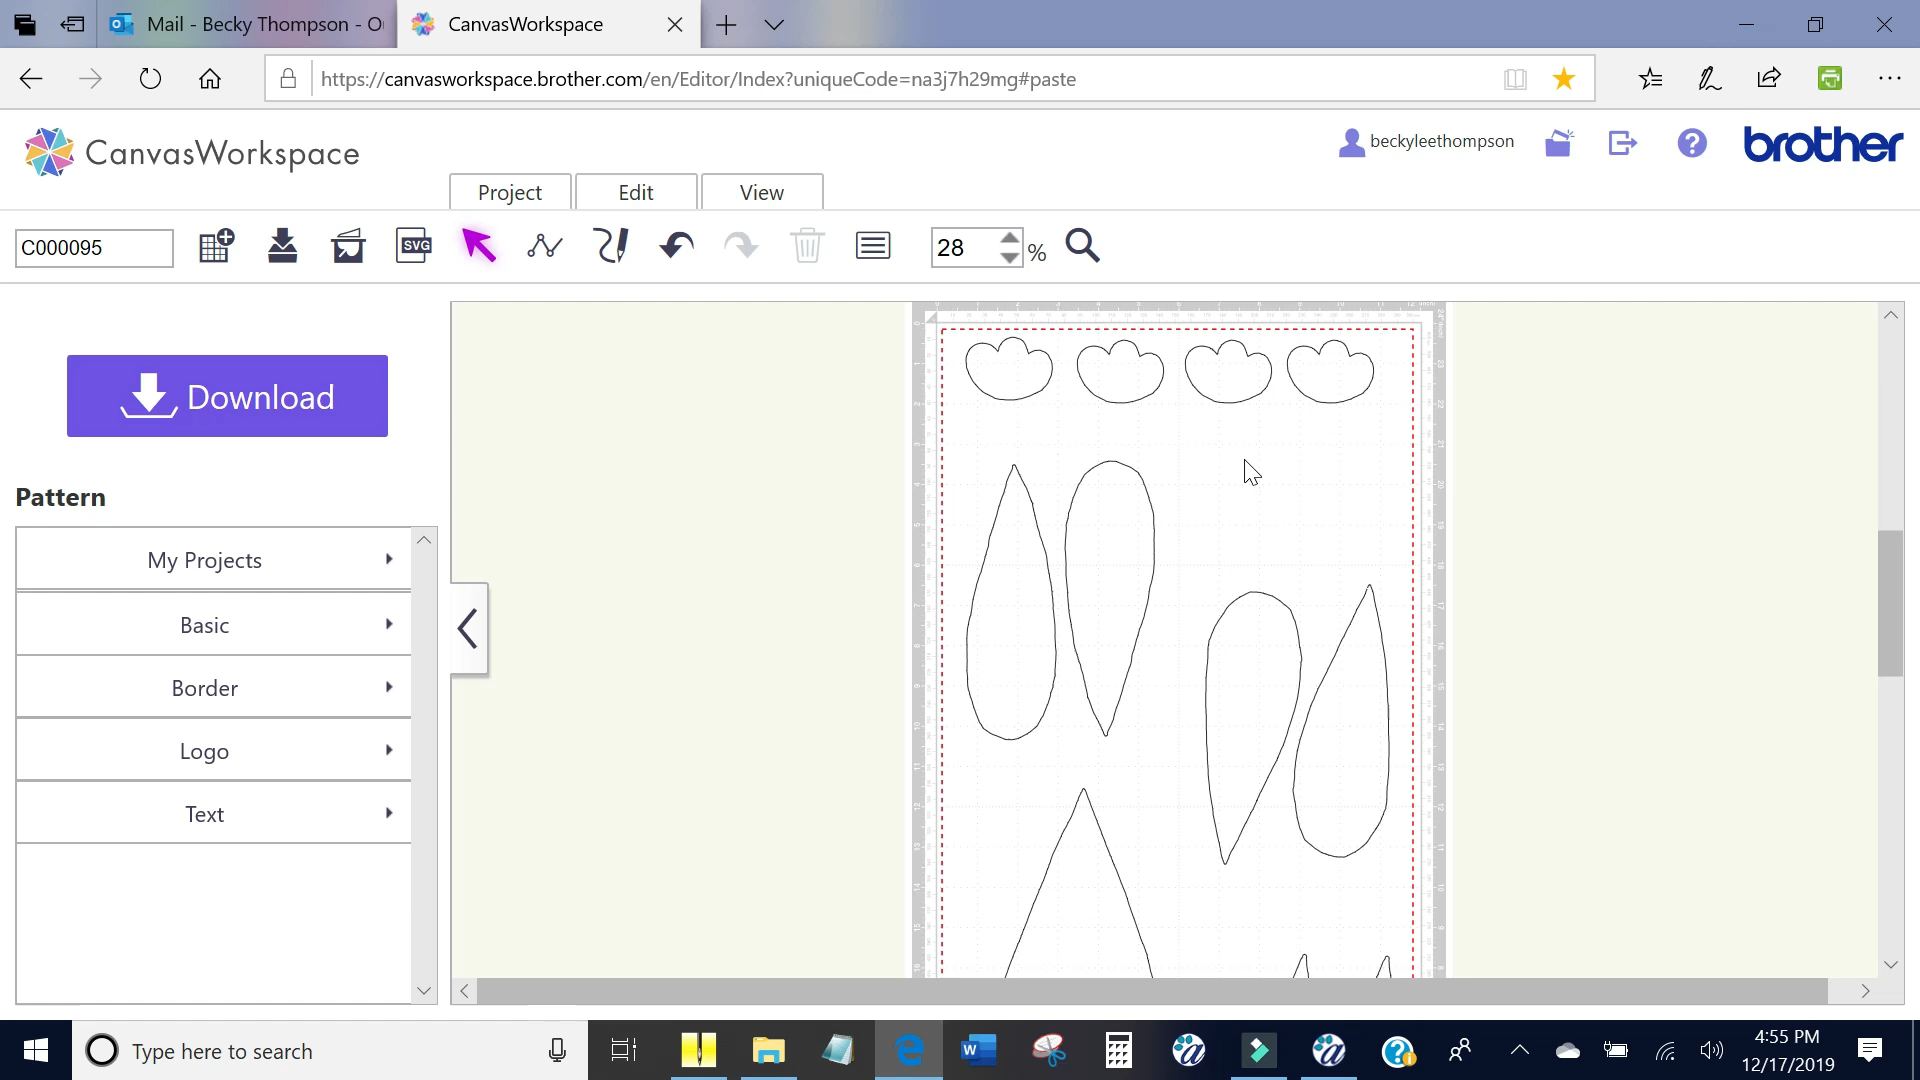 Mail - Becky Thompson - O
CanvasWorkspace
https://canvasworkspace.brother.com/en/Editor/Index?uniqueCode=na3j7h29mg#paste
CanvasWorkspace
beckyleethompson
?
brother
Project
Edit
View
C000095
SVG
28
%
Download
Pattern
My Projects
Basic
Border
Logo
Text
Type here to search
4:55 PM
12/17/2019